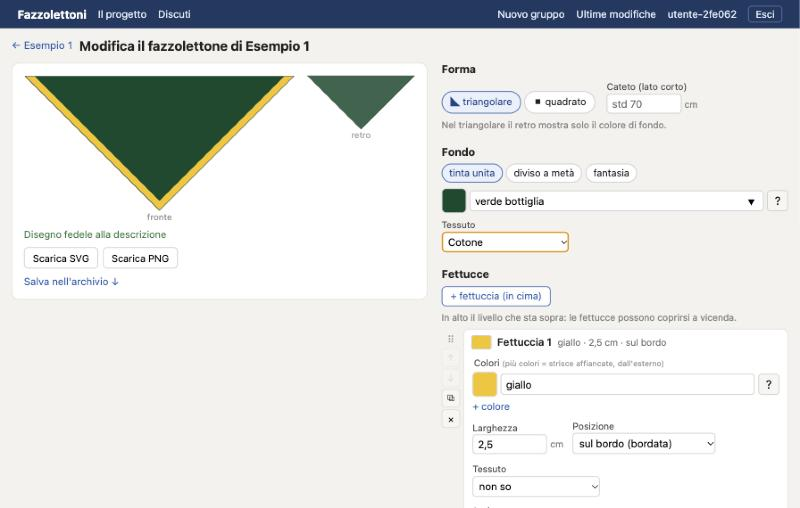 Fazzolettoni Il progetto Discuti Nuovo gruppo Ultime modifiche utente-2fe062 Esci
← Esempio 1 Modifica il fazzolettone di Esempio 1
retro
fronte
Disegno fedele alla descrizione
Scarica SVG Scarica PNG
Salva nell'archivio ↓
Forma
Cateto (lato corto)
triangolare quadrato std 70 cm
Nel triangolare il retro mostra solo il colore di fondo.
Fondo
tinta unita diviso a metà fantasia
verde bottiglia ▼ ?
Tessuto
Cotone
Fettucce
+ fettuccia (in cima)
In alto il livello che sta sopra: le fettucce possono coprirsi a vicenda.
Fettuccia 1 giallo · 2,5 cm · sul bordo
Colori (più colori = strisce affiancate, dall'esterno)
giallo ?
+ colore
Larghezza Posizione
2,5 cm sul bordo (bordata)
Tessuto
non so